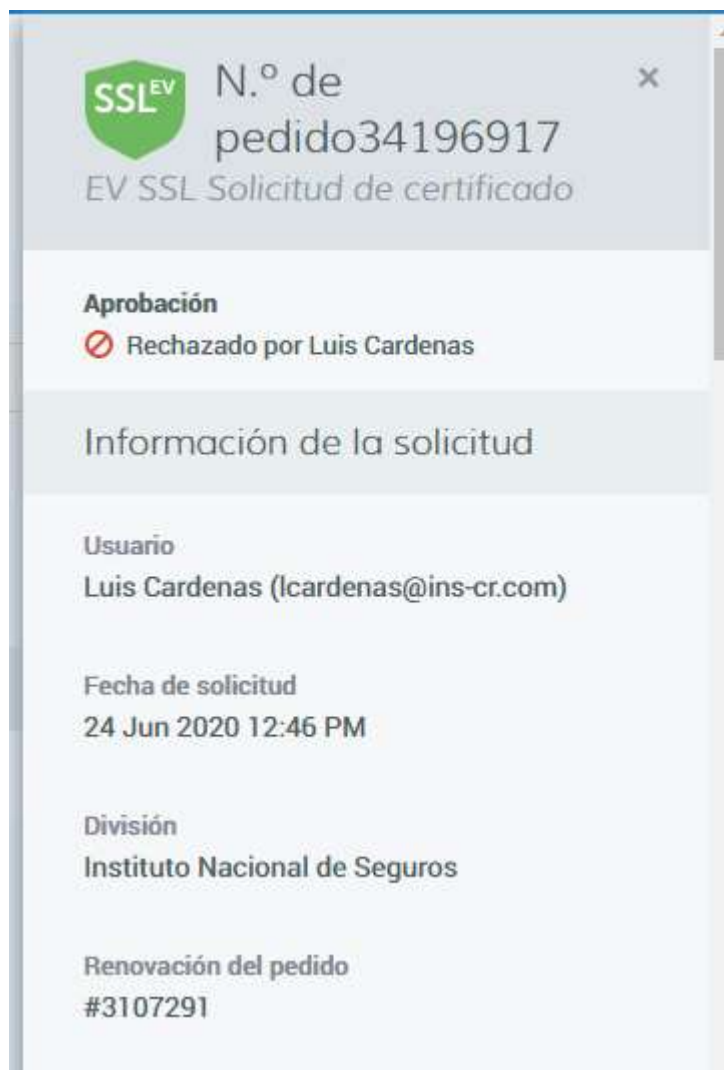 SSLEV
N.º de
pedido34196917
EV SSL Solicitud de certificado
Aprobación
Rechazado por Luis Cardenas
Información de la solicitud
Usuario
Luis Cardenas (lcardenas@ins-cr.com)
Fecha de solicitud
24 Jun 2020 12:46 PM
División
Instituto Nacional de Seguros
Renovación del pedido
#3107291